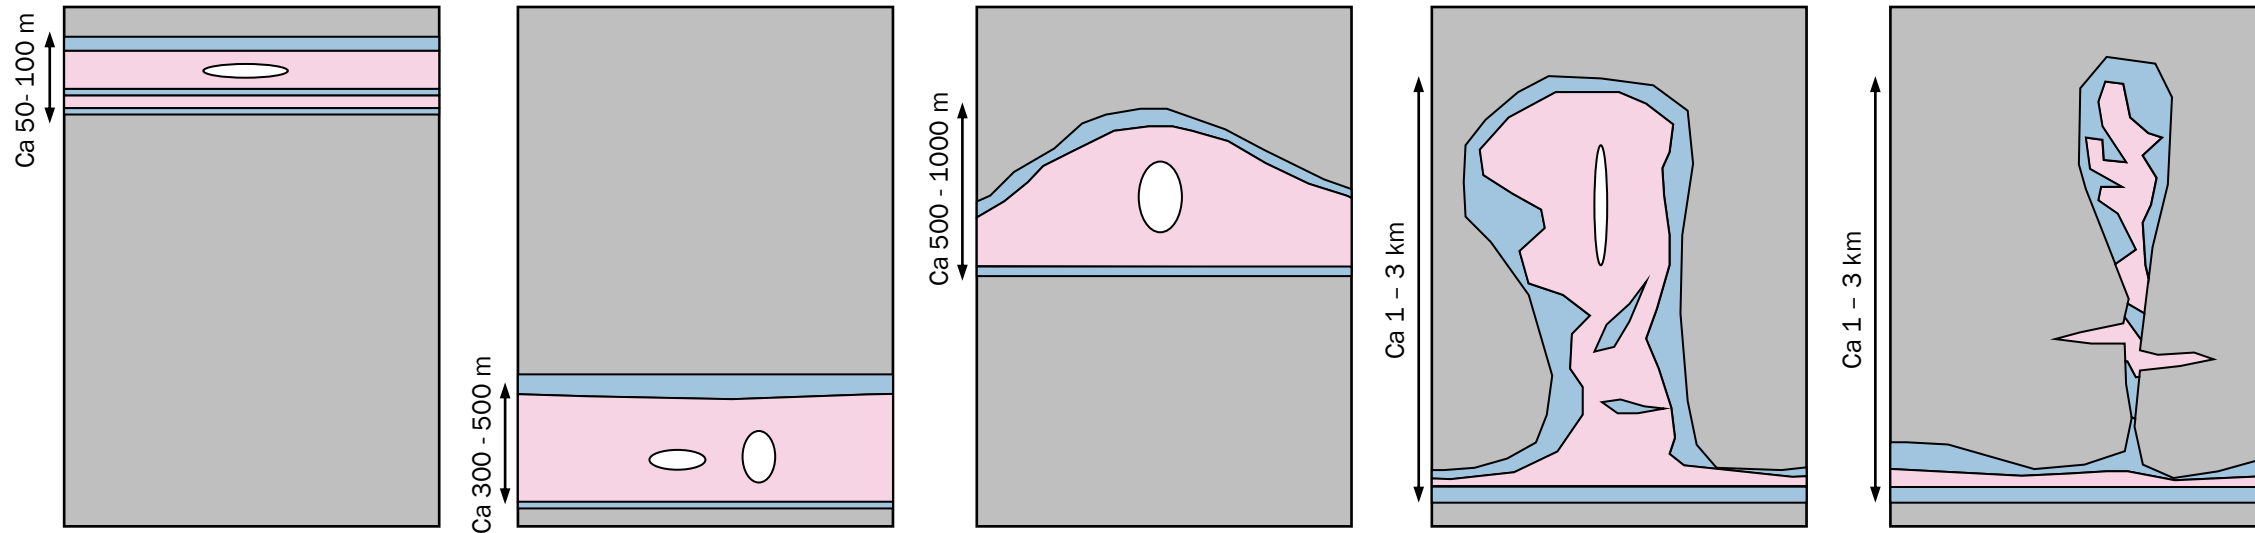 Ca 50- 100 m
Ca 300 - 500 m
Ca 500 - 1000 m
Ca 1 – 3 km
Ca 1 – 3 km